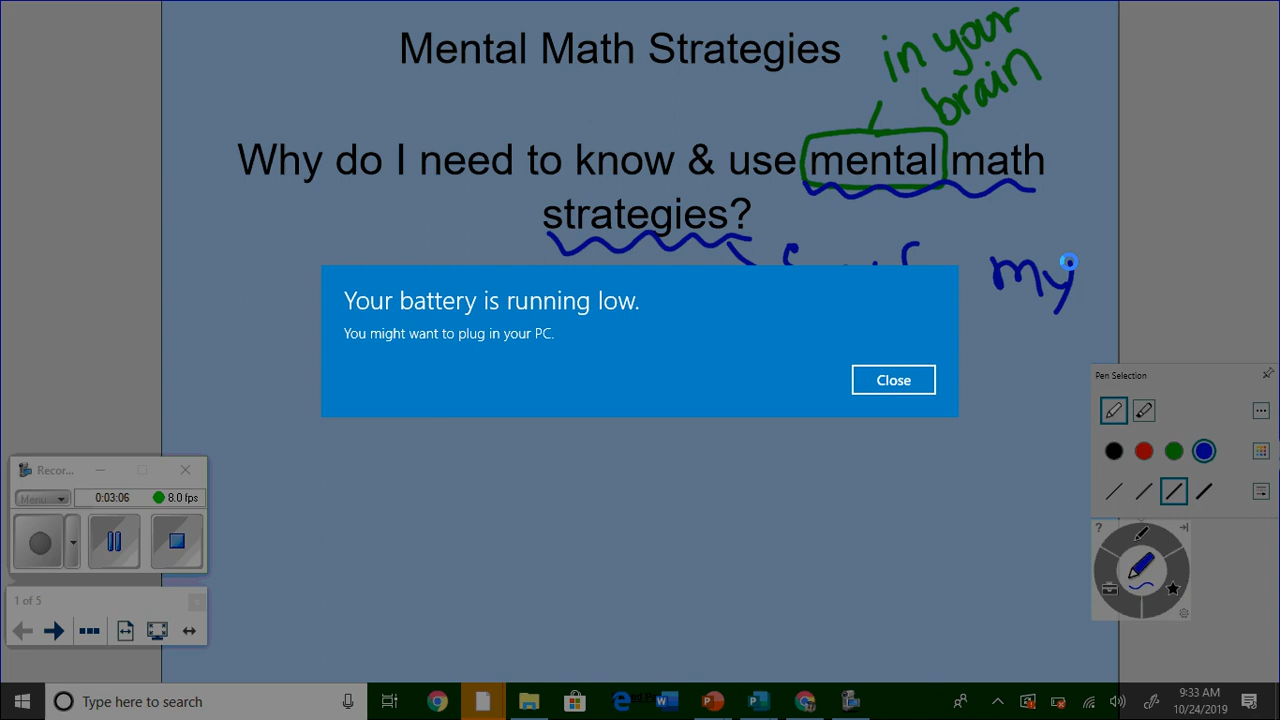 Mental Math Strategies
in your
brain
Why do I need to know & use mental math
strategies?
my
Your battery is running low.
You might want to plug in your PC.
Close
Pen Selection
Recor...
Menu...
0:03:06
8.0 fps
1 of 5
?
Type here to search
9:33 AM
10/24/2019